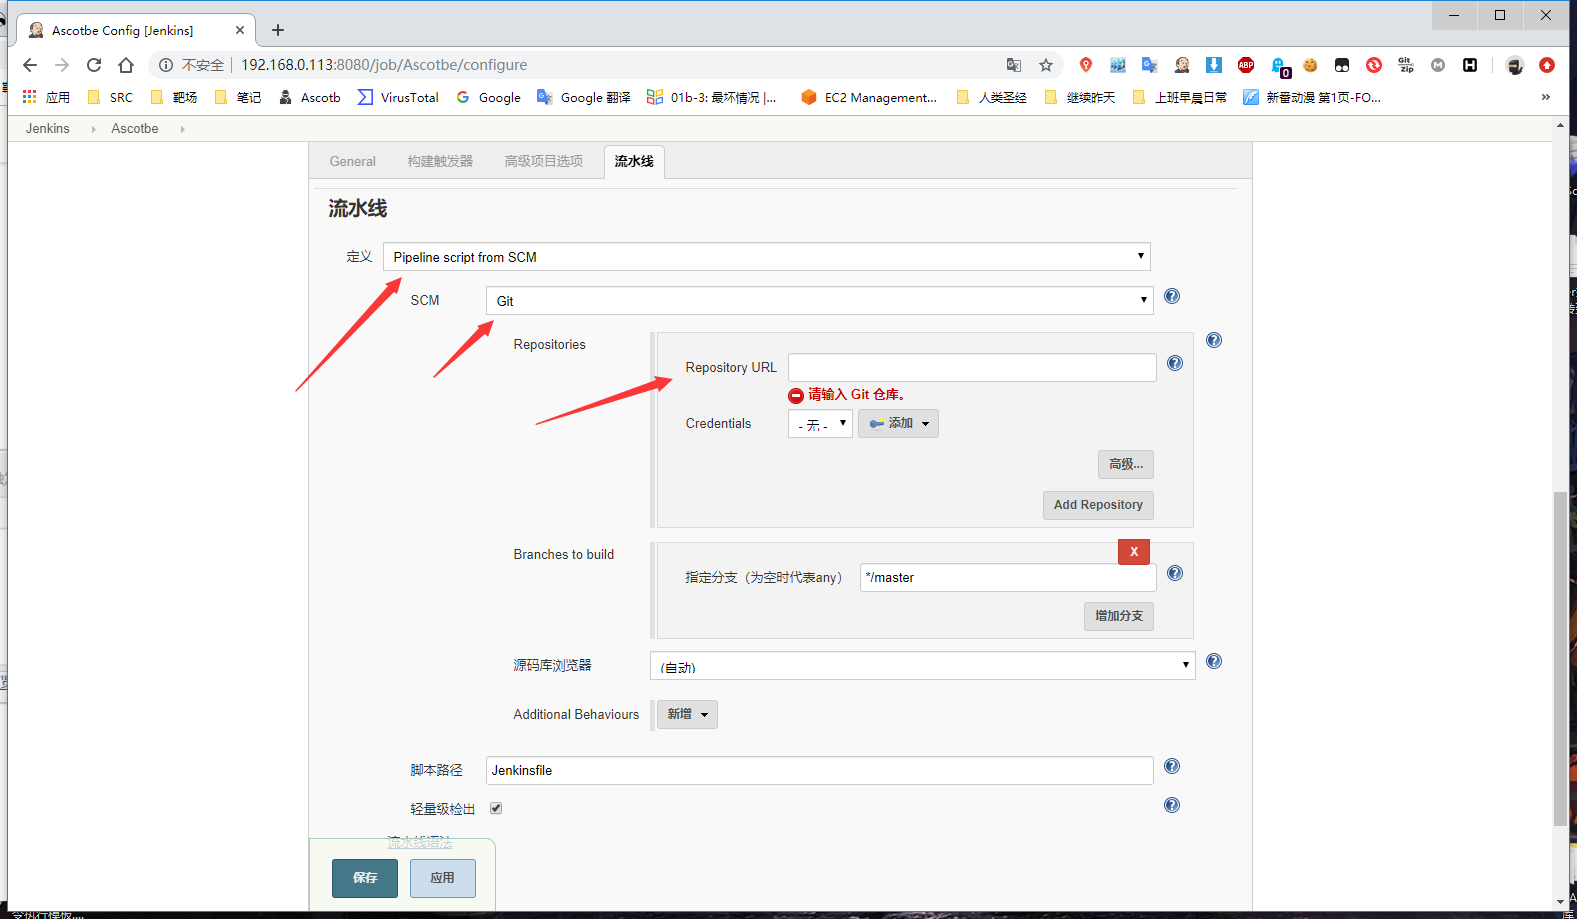 Ascotbe Config [Jenkins]
不安全 192.168.0.113:8080/job/Ascotbe/configure
ABP
0
Git zip
M
H
应用 SRC 靶场 笔记 Ascotb VirusTotal Google Google 翻译 01b-3: 最坏情况 |... EC2 Management... 人类圣经 继续昨天 上班早晨日常 新番动漫 第1页-FO... »
Jenkins Ascotbe
General 构建触发器 高级项目选项 流水线
流水线
定义 Pipeline script from SCM
SCM Git
Repositories
Repository URL
请输入 Git 仓库。
Credentials - 无 - 添加
高级...
Add Repository
Branches to build
X
指定分支（为空时代表any） */master
增加分支
源码库浏览器 (自动)
Additional Behaviours 新增
脚本路径 Jenkinsfile
轻量级检出
流水线语法
保存 应用